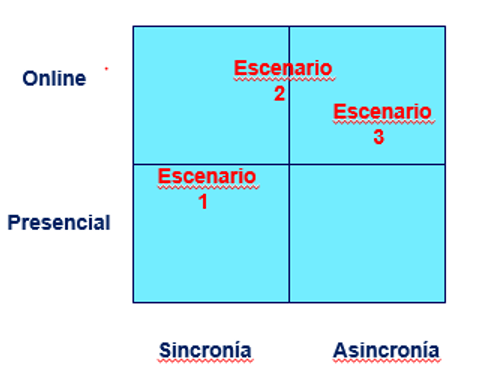 Online
Escenario
2
Escenario
3
Escenario
1
Presencial
Sincronía
Asincronía